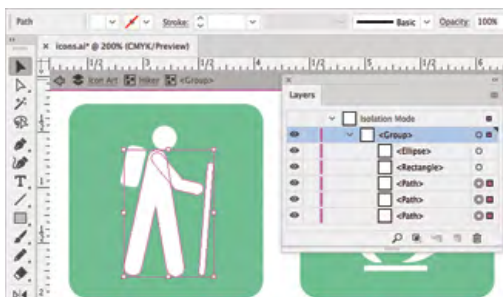 Path Stroke: Basic Opacity: 100%
× icons.ai* @ 200% (CMYK/Preview)
1/2 3 1/2 4 1/2 5 1/2 6
Icon Art Hiker <Group>
Layers
Isolation Mode
<Group>
<Ellipse>
<Rectangle>
<Path>
<Path>
<Path>